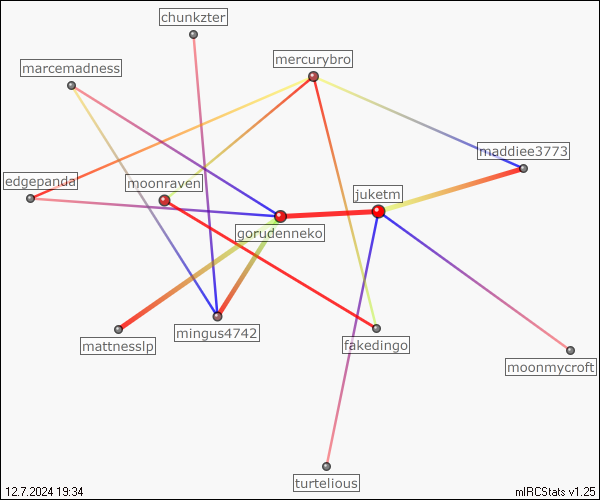 chunkzter
mercurybro
marcemadness
maddiee3773
edgepanda
moonraven
juketm
gorudenneko
mingus4742
mattnesslp
fakedingo
moonmycroft
turtelious
12.7.2024 19:34
mIRCStats v1.25